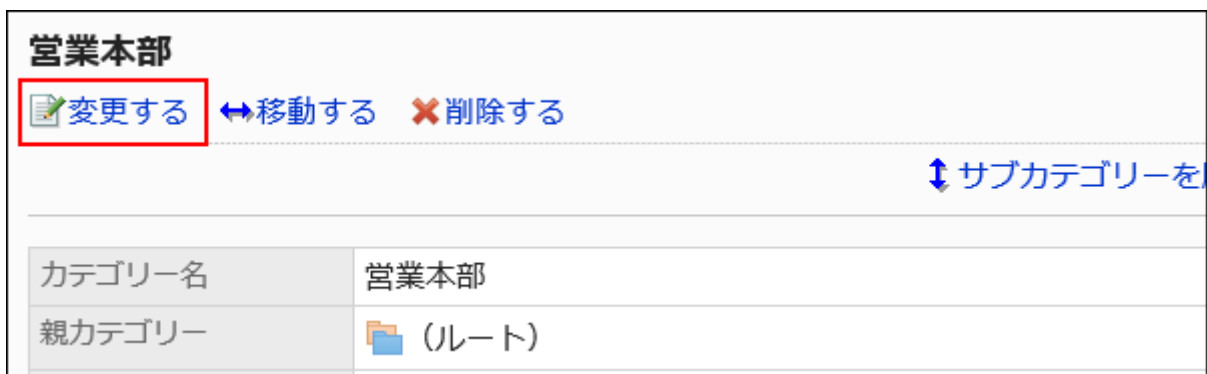 営業本部
変更する 移動する 削除する
サブカテゴリーを
カテゴリー名 営業本部
親カテゴリー (ルート)